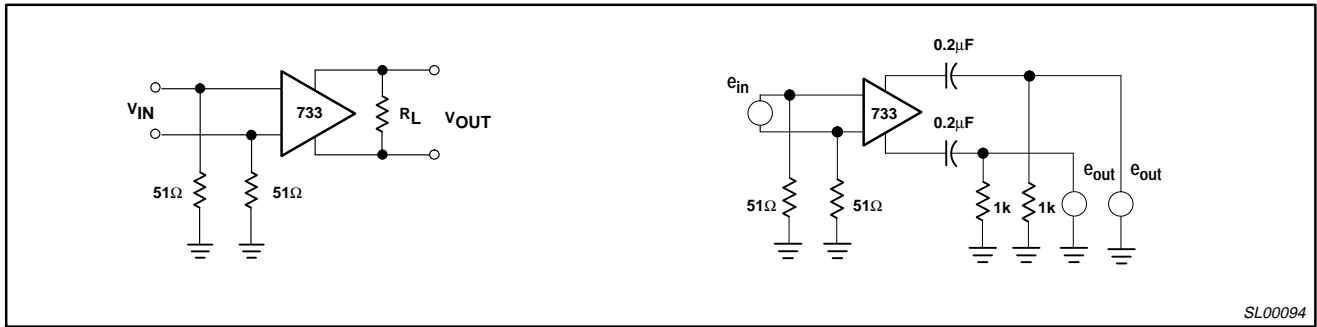 VIN
733
RL
VOUT
51Ω
51Ω
ein
0.2μF
733
0.2μF
eout
eout
51Ω
51Ω
1k
1k
SL00094